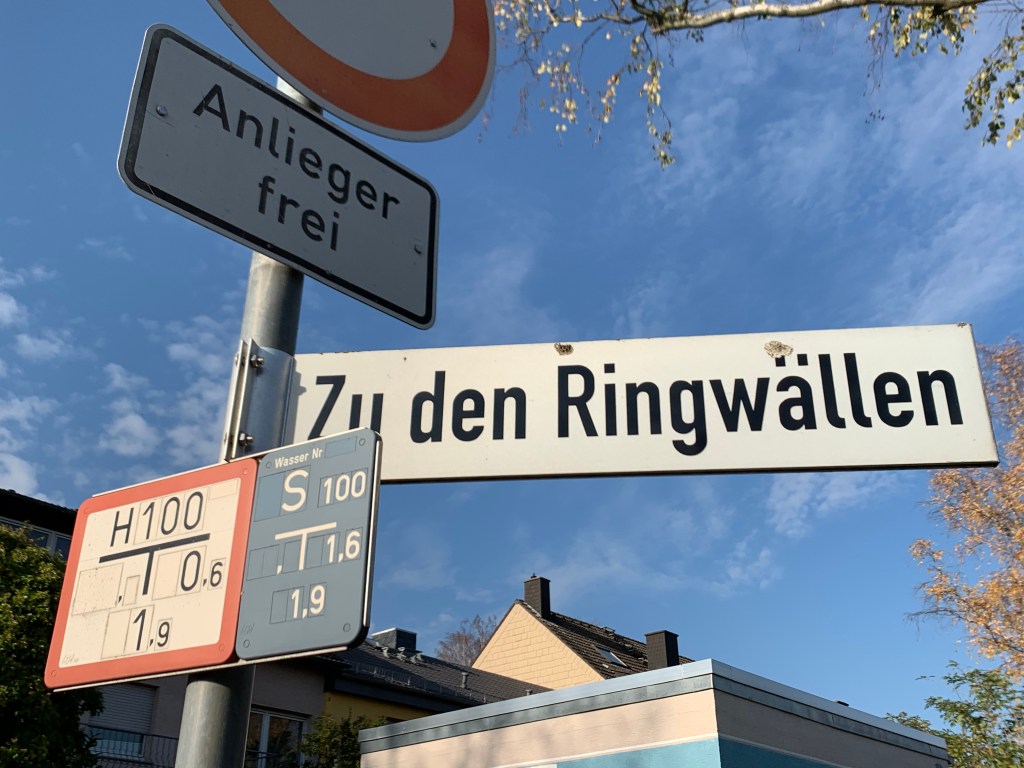 Anlieger
frei
Zu den Ringwällen
H100
0,6
1,9
Wasser Nr
S 100
1,6
1,9